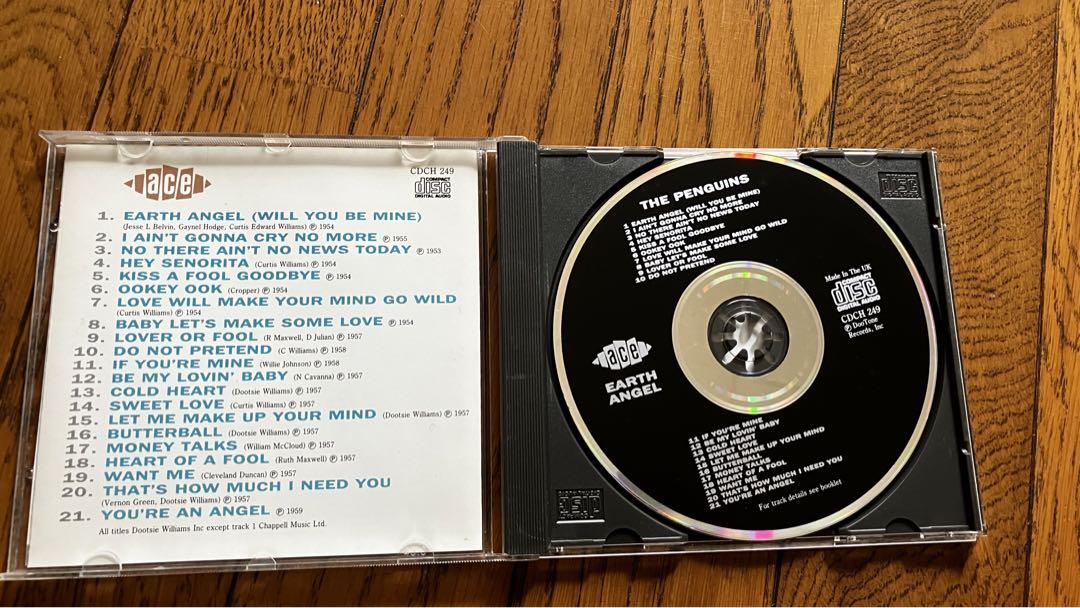 ace
CDCH 249
COMPACT
disc
DIGITAL AUDIO
1. EARTH ANGEL (WILL YOU BE MINE)
(Jesse L Belvin, Gaynel Hodge, Curtis Edward Williams) ℗ 1954
2. I AIN'T GONNA CRY NO MORE ℗ 1955
3. NO THERE AIN'T NO NEWS TODAY ℗ 1953
4. HEY SENORITA (Curtis Williams) ℗ 1954
5. KISS A FOOL GOODBYE ℗ 1954
6. OOKEY OOK (Cropper) ℗ 1954
7. LOVE WILL MAKE YOUR MIND GO WILD
(Curtis Williams) ℗ 1954
8. BABY LET'S MAKE SOME LOVE ℗ 1954
9. LOVER OR FOOL (R Maxwell, D Julian) ℗ 1957
10. DO NOT PRETEND (C Williams) ℗ 1958
11. IF YOU'RE MINE (Willie Johnson) ℗ 1958
12. BE MY LOVIN' BABY (N Cavanna) ℗ 1957
13. COLD HEART (Dootsie Williams) ℗ 1957
14. SWEET LOVE (Curtis Williams) ℗ 1957
15. LET ME MAKE UP YOUR MIND (Dootsie Williams) ℗ 1957
16. BUTTERBALL (Dootsie Williams) ℗ 1957
17. MONEY TALKS (William McCloud) ℗ 1957
18. HEART OF A FOOL (Ruth Maxwell) ℗ 1957
19. WANT ME (Cleveland Duncan) ℗ 1957
20. THAT'S HOW MUCH I NEED YOU
(Vernon Green, Dootsie Williams) ℗ 1957
21. YOU'RE AN ANGEL ℗ 1959
All titles Dootsie Williams Inc except track 1 Chappell Music Ltd.
THE PENGUINS
1 EARTH ANGEL (WILL YOU BE MINE)
2 I AIN'T GONNA CRY NO MORE
3 NO THERE AIN'T NO NEWS TODAY
4 HEY SENORITA
5 KISS A FOOL GOODBYE
6 OOKEY OOK
7 LOVE WILL MAKE YOUR MIND GO WILD
8 BABY LET'S MAKE SOME LOVE
9 LOVER OR FOOL
10 DO NOT PRETEND
Made In The UK
COMPACT
disc
DIGITAL AUDIO
CDCH 249
℗ DooTone
Records, Inc
ace
EARTH
ANGEL
11 IF YOU'RE MINE
12 BE MY LOVIN' BABY
13 COLD HEART
14 SWEET LOVE
15 LET ME MAKE UP YOUR MIND
16 BUTTERBALL
17 MONEY TALKS
18 HEART OF A FOOL
19 WANT ME
20 THAT'S HOW MUCH I NEED YOU
21 YOU'RE AN ANGEL
For track details see booklet
COMPACT
disc
DIGITAL AUDIO